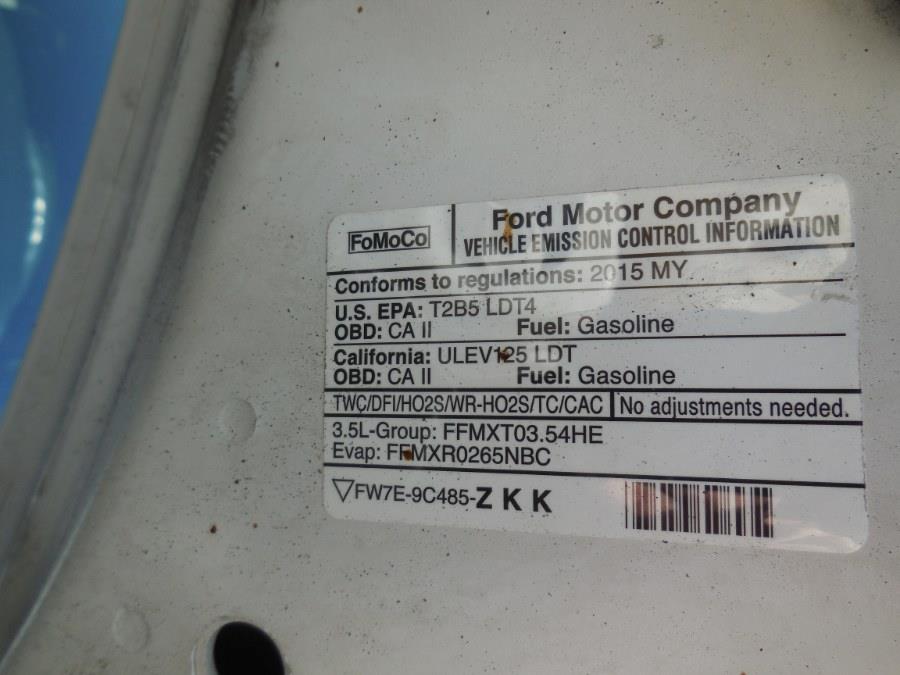 FoMoCo
Ford Motor Company
VEHICLE EMISSION CONTROL INFORMATION
Conforms to regulations: 2015 MY
U.S. EPA: T2B5 LDT4
OBD: CA II Fuel: Gasoline
California: ULEV125 LDT
OBD: CA II Fuel: Gasoline
TWC/DFI/HO2S/WR-HO2S/TC/CAC No adjustments needed.
3.5L-Group: FFMXT03.54HE
Evap: FFMXR0265NBC
FW7E-9C485-ZKK